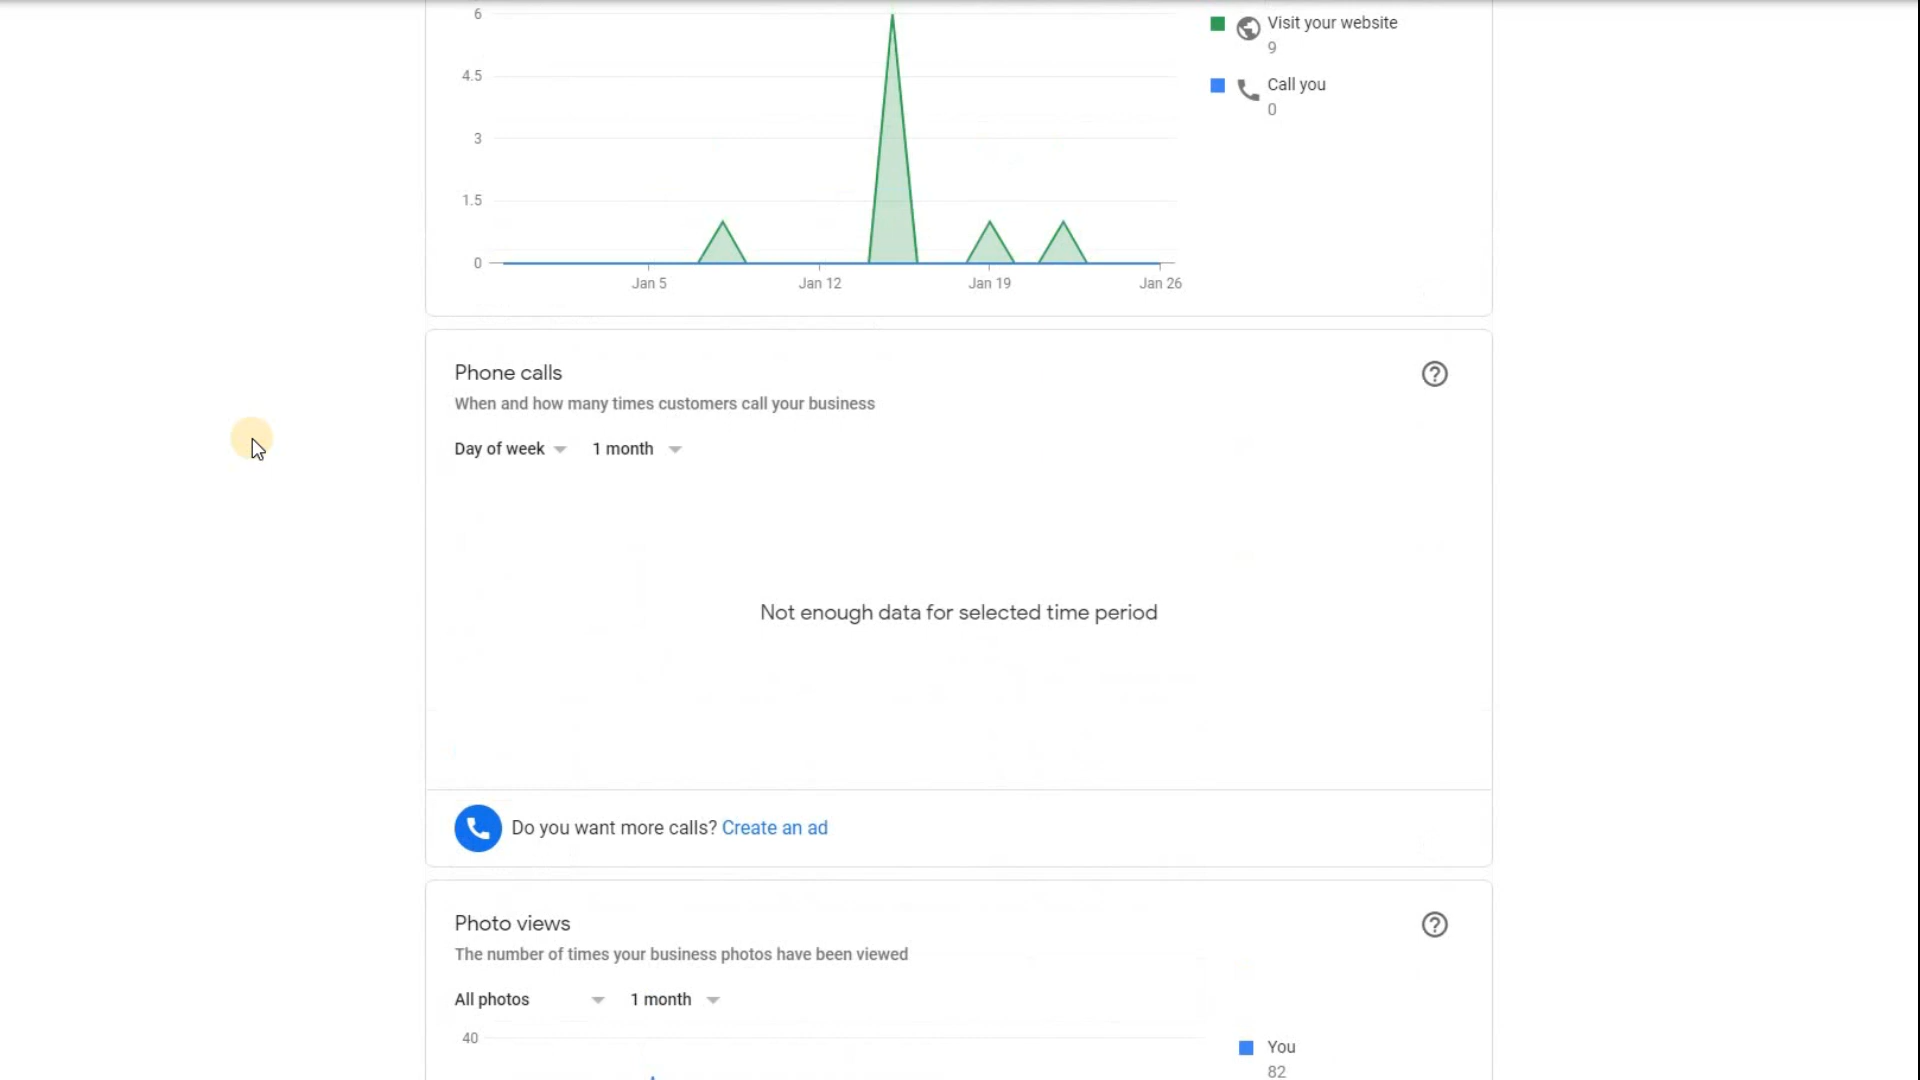 6
Visit your website
9
4.5
Call you
0
3
1.5
0
Jan 5 Jan 12 Jan 19 Jan 26
Phone calls
When and how many times customers call your business
Day of week 1 month
Not enough data for selected time period
Do you want more calls? Create an ad
Photo views
The number of times your business photos have been viewed
All photos 1 month
40
You
82